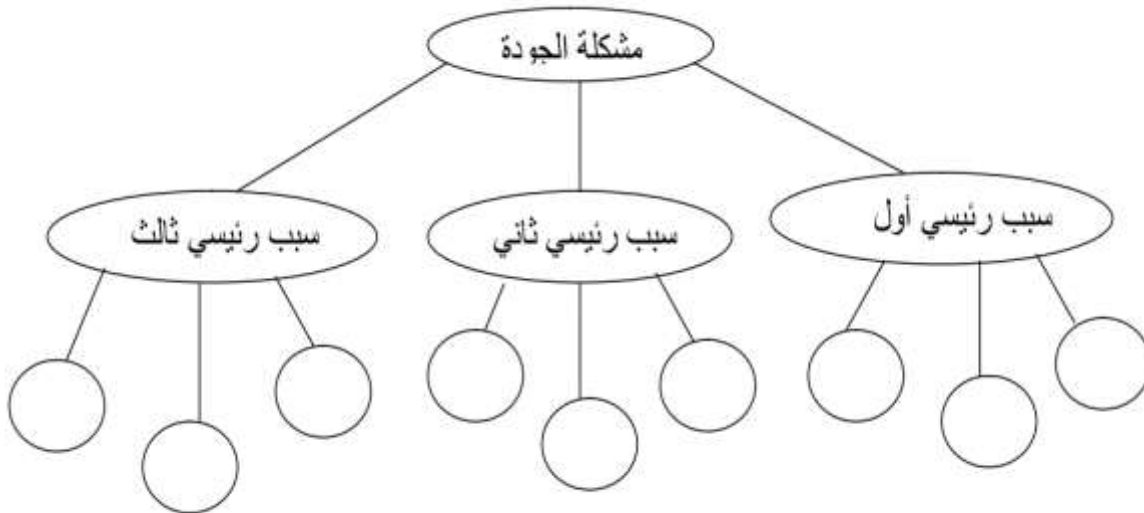 مشكلة الجودة
سبب رئيسي أول
سبب رئيسي ثاني
سبب رئيسي ثالث